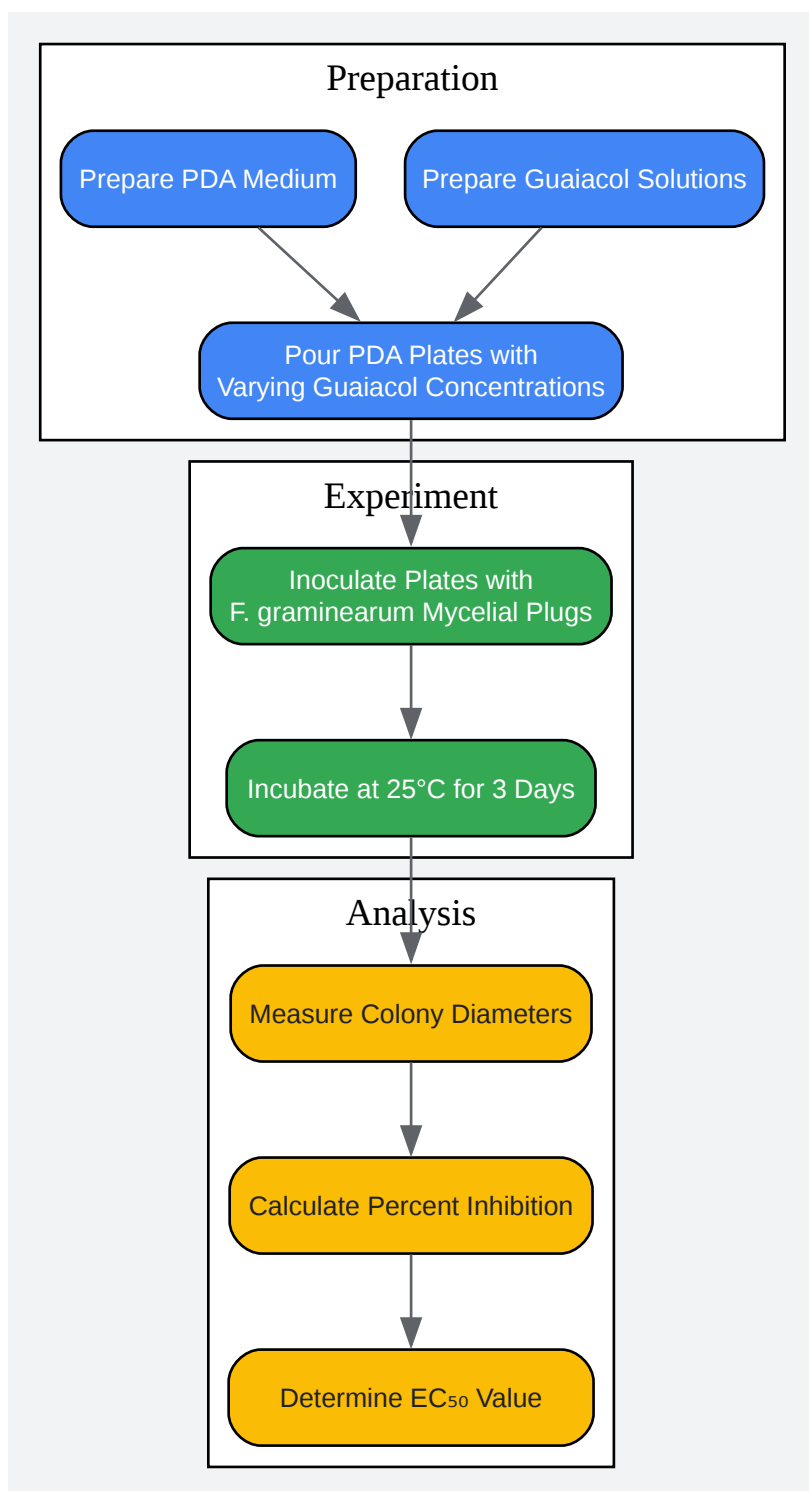 Preparation
Prepare PDA Medium
Prepare Guaiacol Solutions
Pour PDA Plates with
Varying Guaiacol Concentrations
Experiment
Inoculate Plates with
F. graminearum Mycelial Plugs
Incubate at 25°C for 3 Days
Analysis
Measure Colony Diameters
Calculate Percent Inhibition
Determine EC₅₀ Value